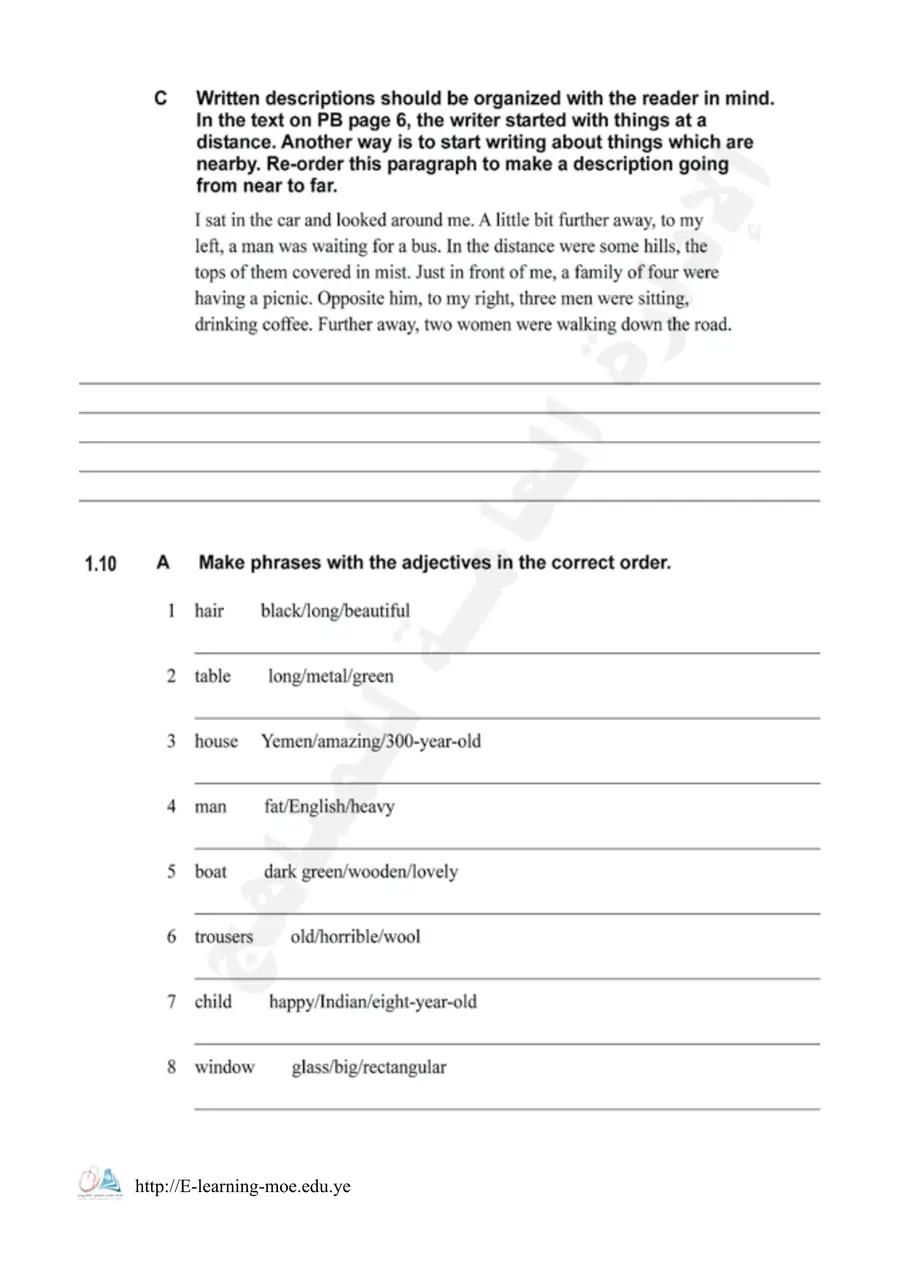 C Written descriptions should be organized with the reader in mind.
In the text on PB page 6, the writer started with things at a
distance. Another way is to start writing about things which are
nearby. Re-order this paragraph to make a description going
from near to far.
I sat in the car and looked around me. A little bit further away, to my
left, a man was waiting for a bus. In the distance were some hills, the
tops of them covered in mist. Just in front of me, a family of four were
having a picnic. Opposite him, to my right, three men were sitting,
drinking coffee. Further away, two women were walking down the road.
1.10 A Make phrases with the adjectives in the correct order.
1 hair black/long/beautiful
2 table long/metal/green
3 house Yemen/amazing/300-year-old
4 man fat/English/heavy
5 boat dark green/wooden/lovely
6 trousers old/horrible/wool
7 child happy/Indian/eight-year-old
8 window glass/big/rectangular
الإدارة العامة للمناهج
http://E-learning-moe.edu.ye